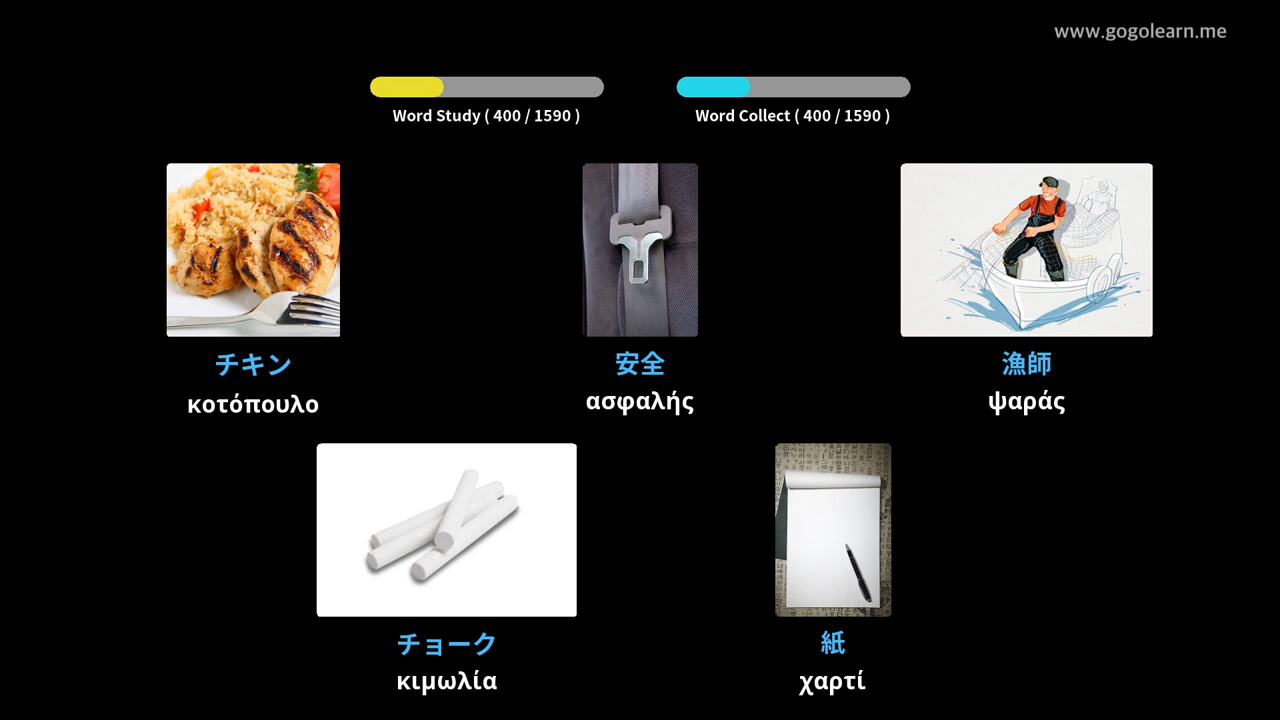 www.gogolearn.me
Word Study ( 400 / 1590 )
Word Collect ( 400 / 1590 )
チキン
κοτόπουλο
安全
ασφαλής
漁師
ψαράς
チョーク
κιμωλία
紙
χαρτί